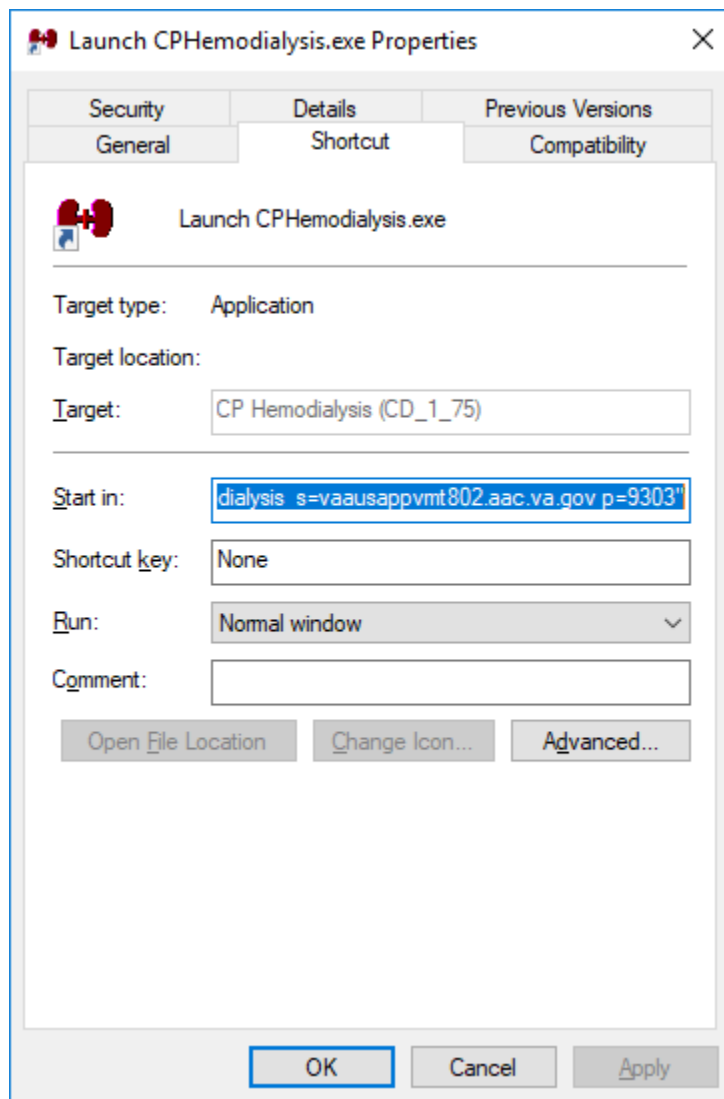 Launch CPHemodialysis.exe Properties
Security Details Previous Versions
General Shortcut Compatibility
Launch CPHemodialysis.exe
Target type: Application
Target location:
Target: CP Hemodialysis (CD_1_75)
Start in: dialysis s=vaausappvmt802.aac.va.gov p=9303"
Shortcut key: None
Run: Normal window
Comment:
Open File Location Change Icon... Advanced...
OK Cancel Apply